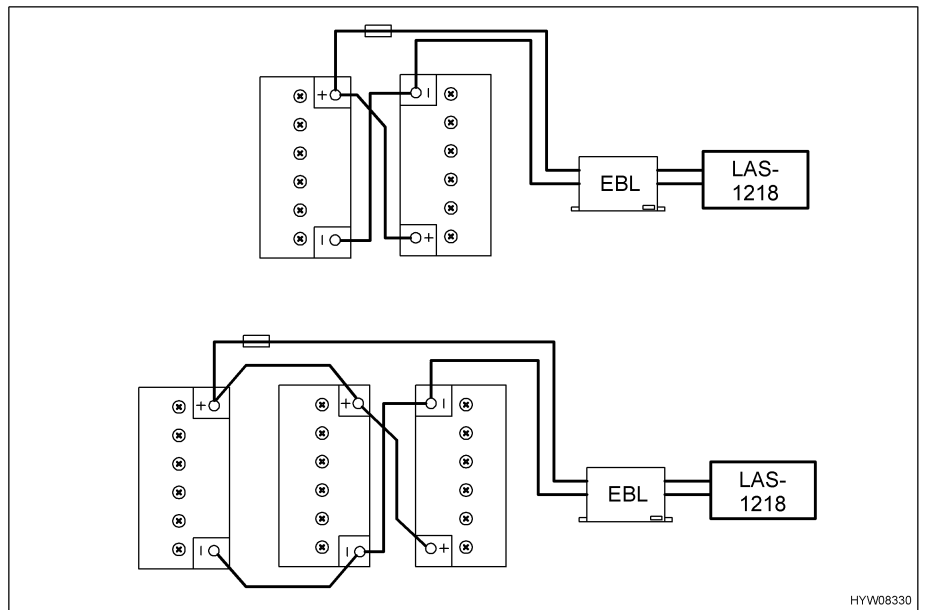 + I
EBL
LAS-
1218
I +
+ + I
EBL
LAS-
1218
I I +
HYW08330